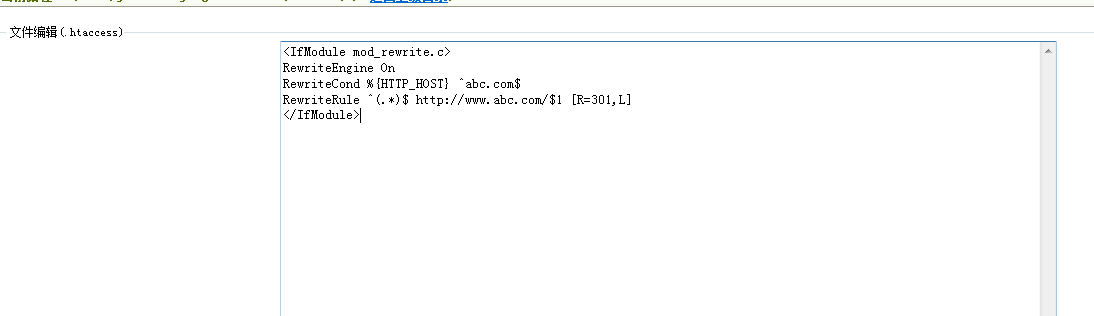 文件编辑(.htaccess)
<IfModule mod_rewrite.c>
RewriteEngine On
RewriteCond %{HTTP_HOST} ^abc.com$
RewriteRule ^(.*)$ http://www.abc.com/$1 [R=301,L]
</IfModule>